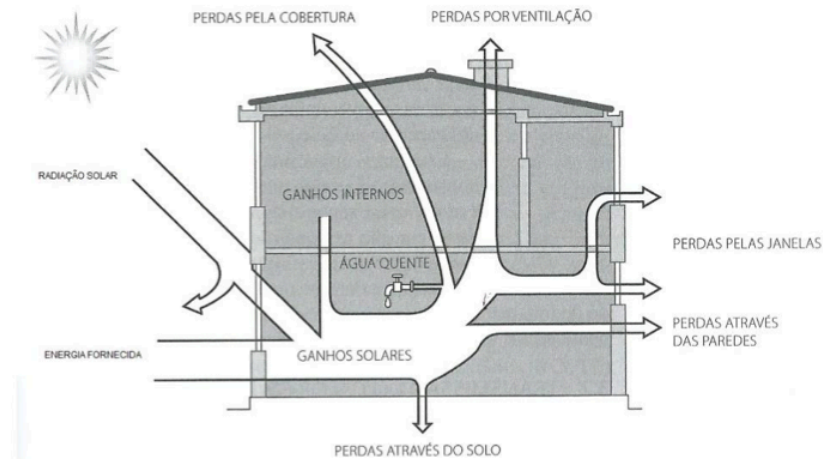 PERDAS PELA COBERTURA
PERDAS POR VENTILAÇÃO
RADIAÇÃO SOLAR
GANHOS INTERNOS
ÁGUA QUENTE
PERDAS PELAS JANELAS
PERDAS ATRAVÉS
DAS PAREDES
ENERGIA FORNECIDA
GANHOS SOLARES
PERDAS ATRAVÉS DO SOLO